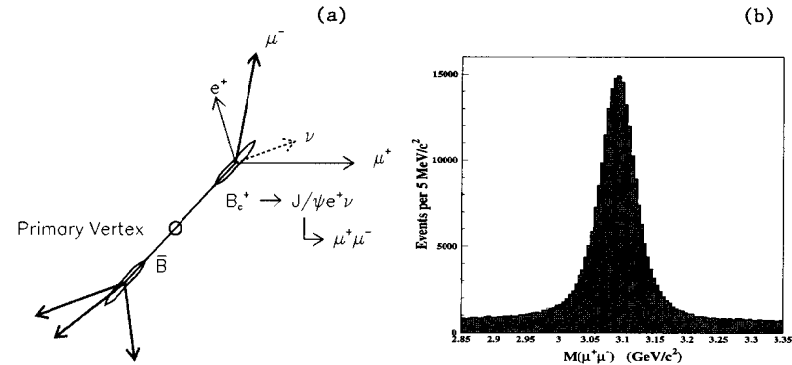 (a)
μ⁻
e⁺
ν
μ⁺
B_c⁺ → J/ψe⁺ν
μ⁺μ⁻
Primary Vertex
B̅
(b)
Events per 5 MeV/c²
15000
10000
5000
0
2.85 2.9 2.95 3 3.05 3.1 3.15 3.2 3.25 3.3 3.35
M(μ⁺μ⁻) (GeV/c²)